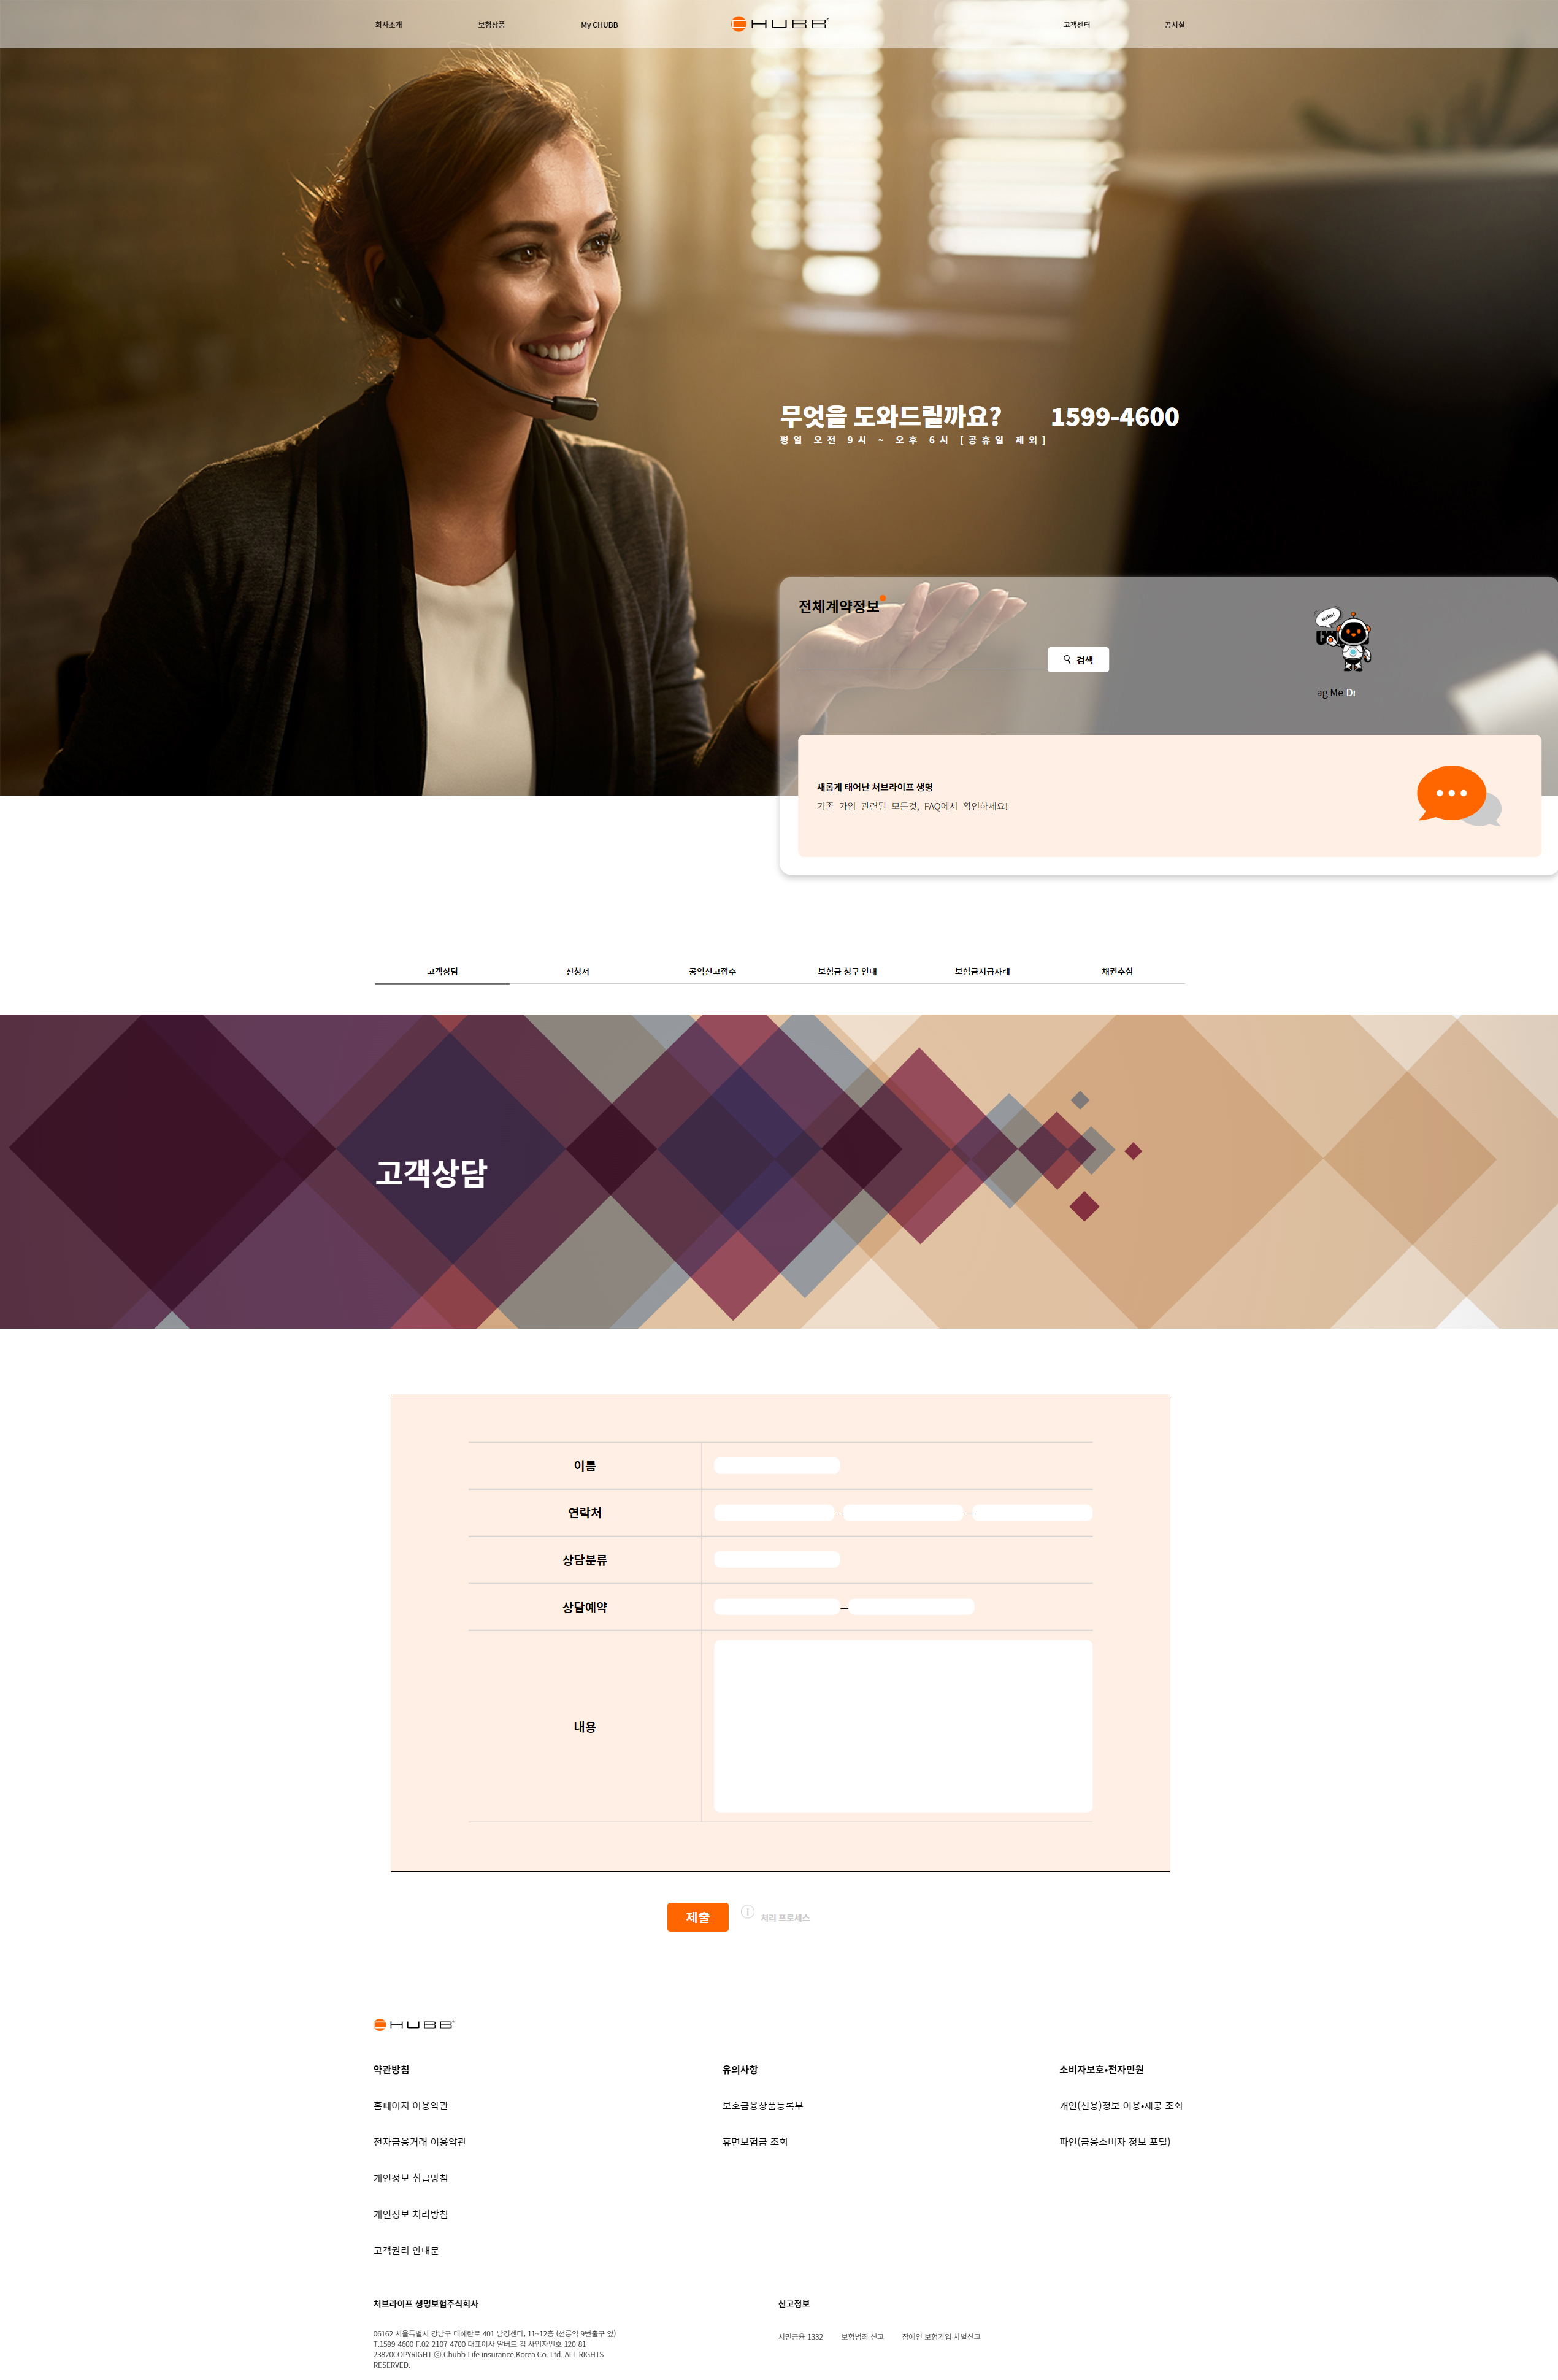 회사소개
보험상품
My CHUBB
CHUBB®
고객센터
공시실
무엇을 도와드릴까요? 1599-4600
평일 오전 9시 ~ 오후 6시 [공휴일 제외]
전체계약정보
Hello!
검색
ag Me Dr
새롭게 태어난 처브라이프 생명
기존 가입 관련된 모든것, FAQ에서 확인하세요!
고객상담
신청서
공익신고접수
보험금 청구 안내
보험금지급사례
채권추심
고객상담
이름
연락처
상담분류
상담예약
내용
제출
처리 프로세스
CHUBB®
약관방침
홈페이지 이용약관
전자금융거래 이용약관
개인정보 취급방침
개인정보 처리방침
고객권리 안내문
유의사항
보호금융상품등록부
휴면보험금 조회
소비자보호•전자민원
개인(신용)정보 이용•제공 조회
파인(금융소비자 정보 포털)
처브라이프 생명보험주식회사
06162 서울특별시 강남구 테헤란로 401 남경센터, 11~12층 (선릉역 9번출구 앞)
T.1599-4600 F.02-2107-4700 대표이사 알버트 김 사업자번호 120-81-
23820COPYRIGHT ⓒ Chubb Life Insurance Korea Co. Ltd. ALL RIGHTS
RESERVED.
신고정보
서민금융 1332
보험범죄 신고
장애인 보험가입 차별신고